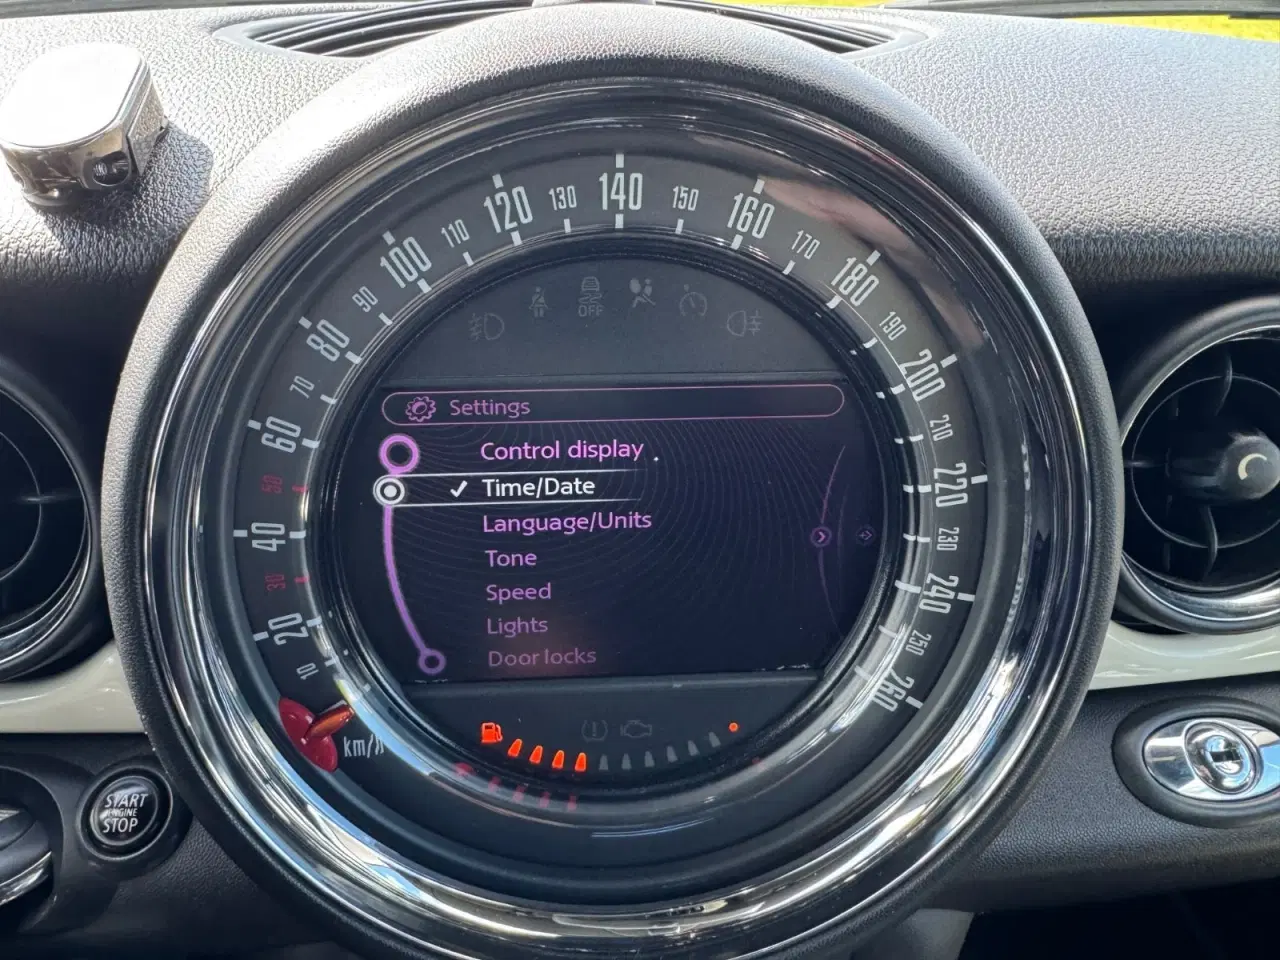 10
20
30
40
50
60
70
80
90
100
110
120
130
140
150
160
170
180
190
200
210
220
230
240
250
260
km/h
OFF
Settings
Control display
✓ Time/Date
Language/Units
Tone
Speed
Lights
Door locks
START
ENGINE
STOP